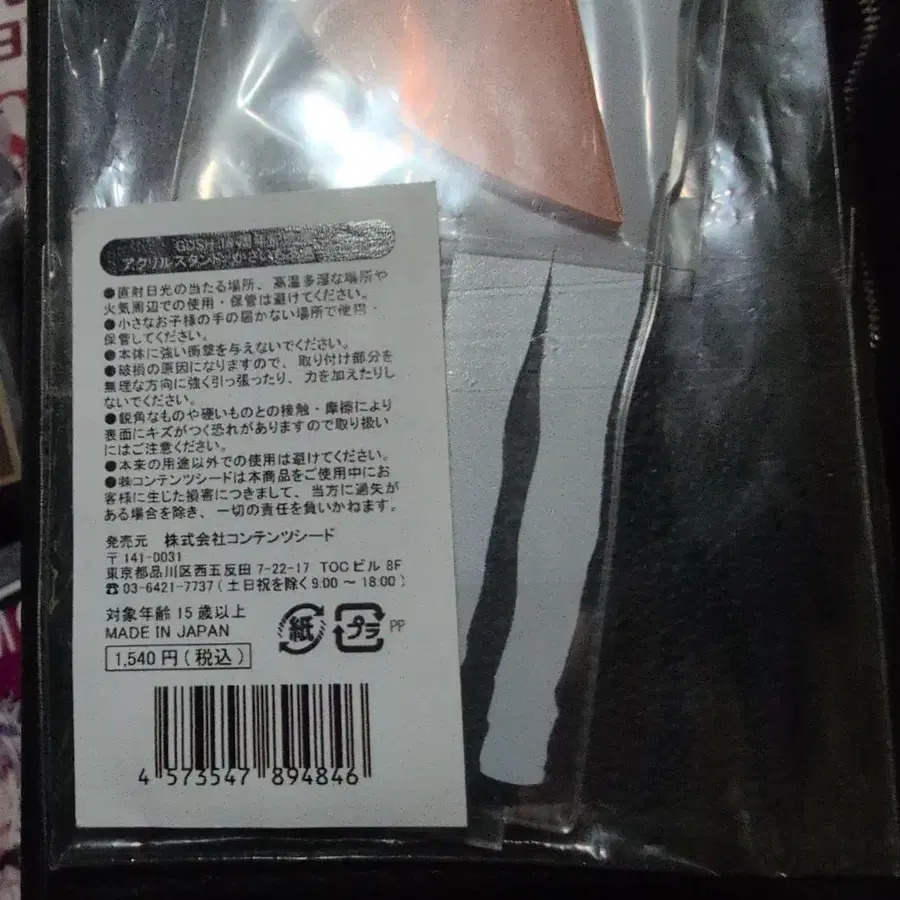 アクリルスタンド
●直射日光の当たる場所、高温多湿な場所や
火気周辺での使用・保管は避けてください。
●小さなお子様の手の届かない場所で使用・
保管してください。
●本体に強い衝撃を与えないでください。
●破損の原因になりますので、取り付け部分を
無理な方向に強く引っ張ったり、力を加えたりし
ないでください。
●鋭角なものや硬いものとの接触・摩擦により
表面にキズがつく恐れがありますので取り扱い
にはご注意ください。
●本来の用途以外での使用は避けてください。
●㈱コンテンツシードは本商品をご使用中にお
客様に生じた損害につきまして、当方に過失が
ある場合を除き、一切の責任を負いかねます。
発売元 株式会社コンテンツシード
〒141-0031
東京都品川区西五反田 7-22-17 TOCビル 8F
☎03-6421-7737(土日祝を除く9:00～18:00)
対象年齢 15歳以上
MADE IN JAPAN
紙 プラ PP
1,540円(税込)
4 573547 894846